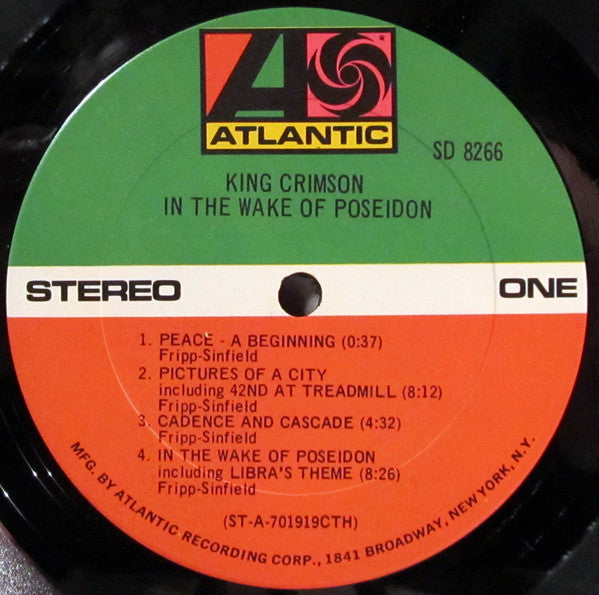 ATLANTIC
SD 8266
KING CRIMSON
IN THE WAKE OF POSEIDON
STEREO
ONE
1. PEACE - A BEGINNING (0:37)
Fripp-Sinfield
2. PICTURES OF A CITY
including 42ND AT TREADMILL (8:12)
Fripp-Sinfield
3. CADENCE AND CASCADE (4:32)
Fripp-Sinfield
4. IN THE WAKE OF POSEIDON
including LIBRA'S THEME (8:26)
Fripp-Sinfield
(ST-A-701919CTH)
MFG. BY ATLANTIC RECORDING CORP., 1841 BROADWAY, NEW YORK, N.Y.